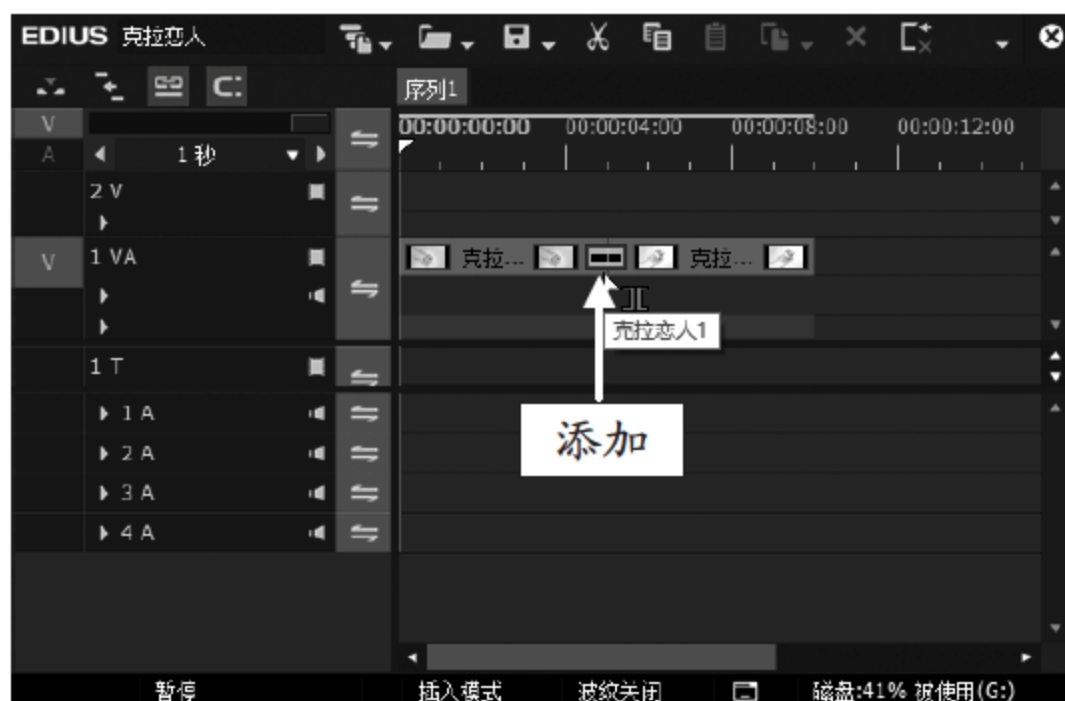 EDIUS 克拉恋人
序列1
V
A
1秒
00:00:00:00 00:00:04:00 00:00:08:00 00:00:12:00
2 V
V
1 VA
克拉... 克拉...
克拉恋人1
1 T
添加
1 A
2 A
3 A
4 A
暂停 插入模式 波纹关闭 磁盘:41% 被使用(G:)